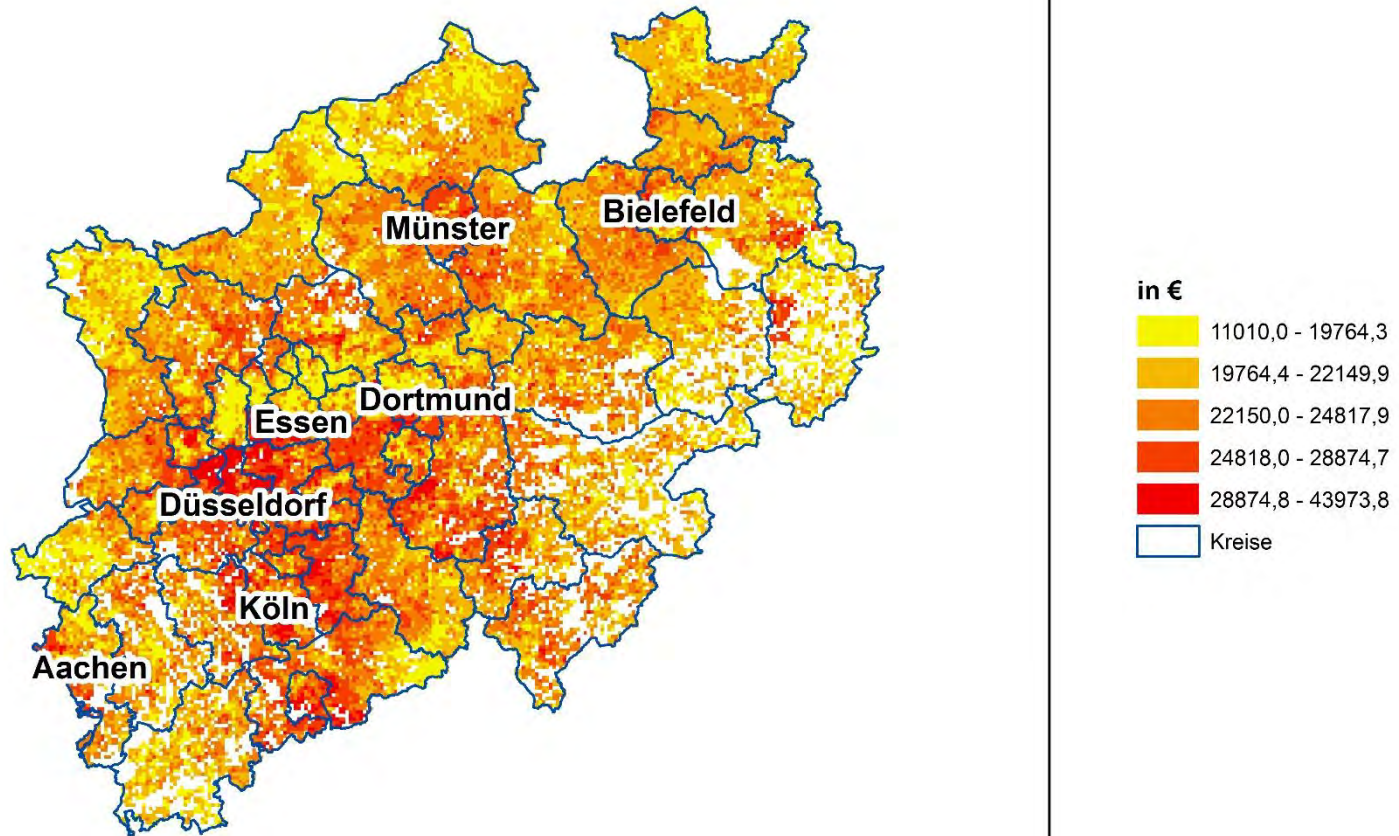 Münster
Bielefeld
Essen
Dortmund
Düsseldorf
Köln
Aachen
in €
11010,0 - 19764,3
19764,4 - 22149,9
22150,0 - 24817,9
24818,0 - 28874,7
28874,8 - 43973,8
Kreise